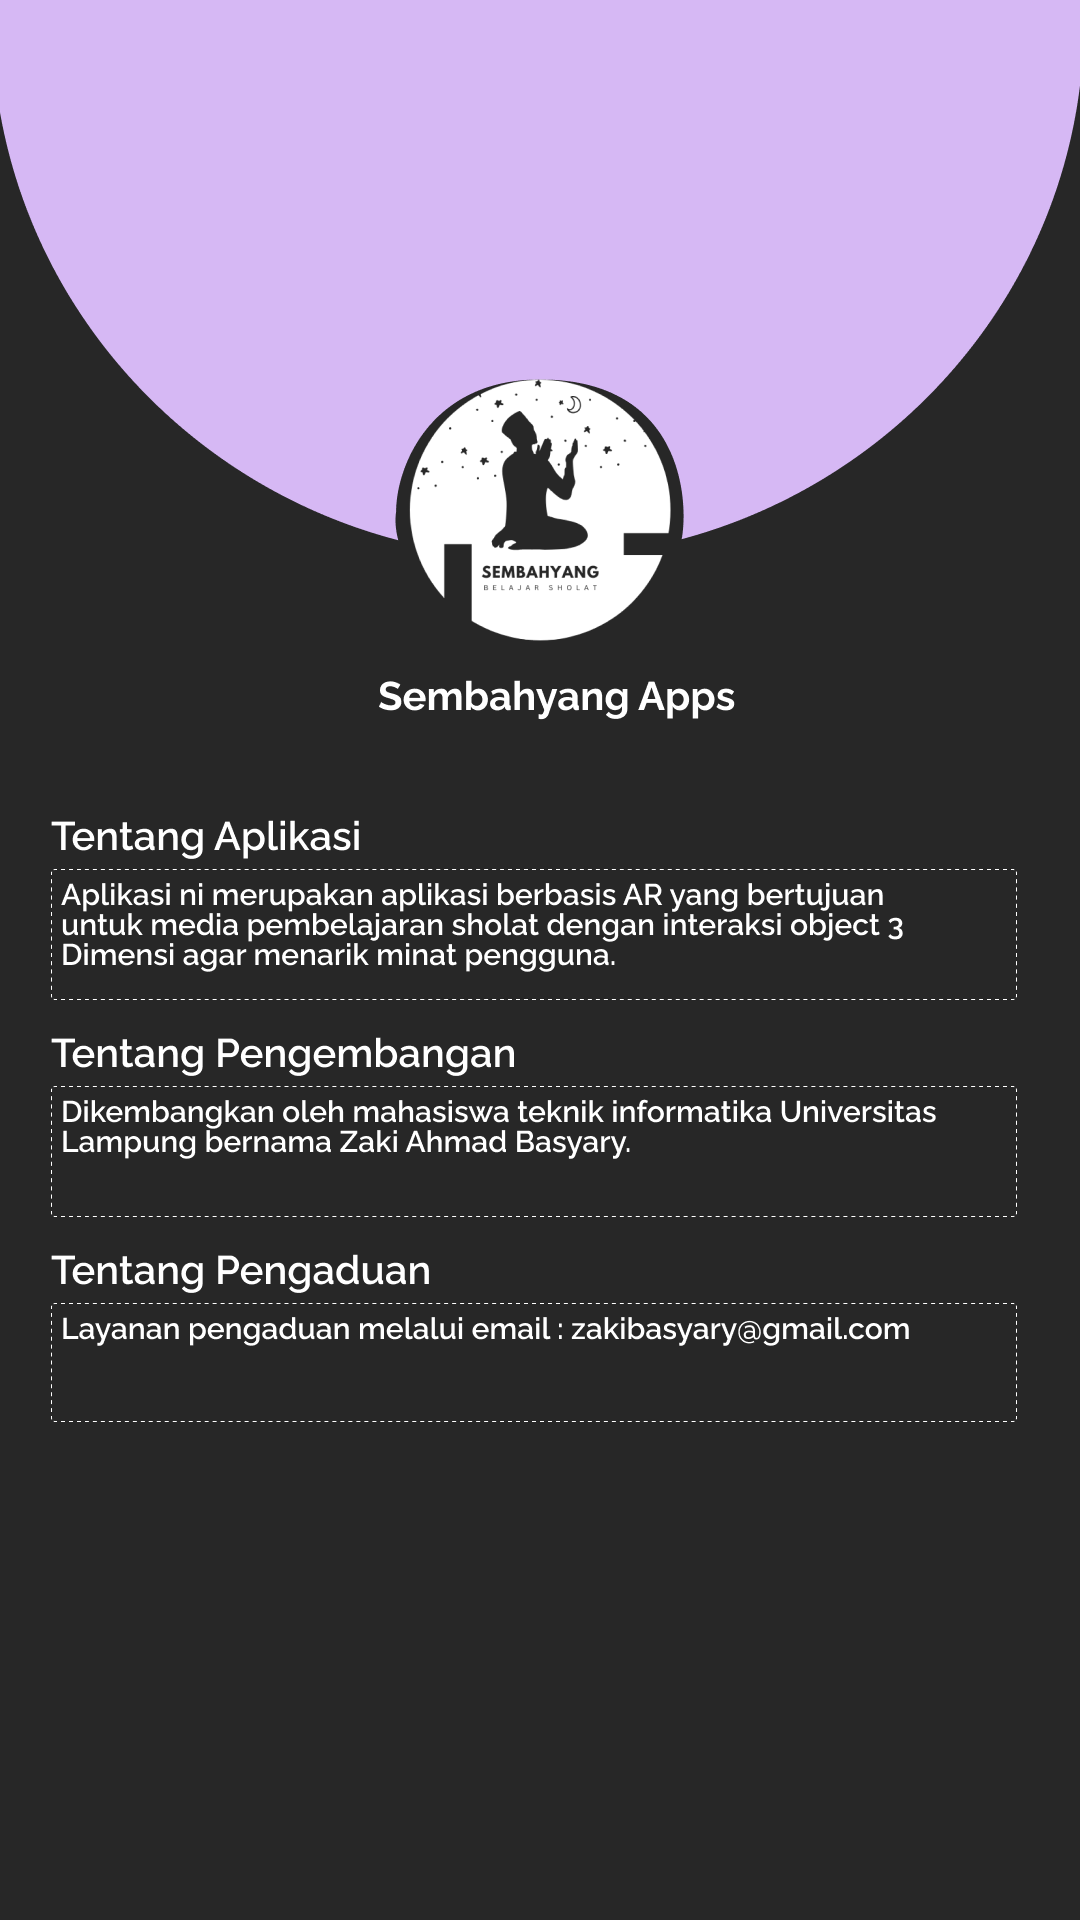 SEMBAHYANG
BELAJAR SHOLAT
Sembahyang Apps
Tentang Aplikasi
Aplikasi ni merupakan aplikasi berbasis AR yang bertujuan
untuk media pembelajaran sholat dengan interaksi object 3
Dimensi agar menarik minat pengguna.
Tentang Pengembangan
Dikembangkan oleh mahasiswa teknik informatika Universitas
Lampung bernama Zaki Ahmad Basyary.
Tentang Pengaduan
Layanan pengaduan melalui email : zakibasyary@gmail.com